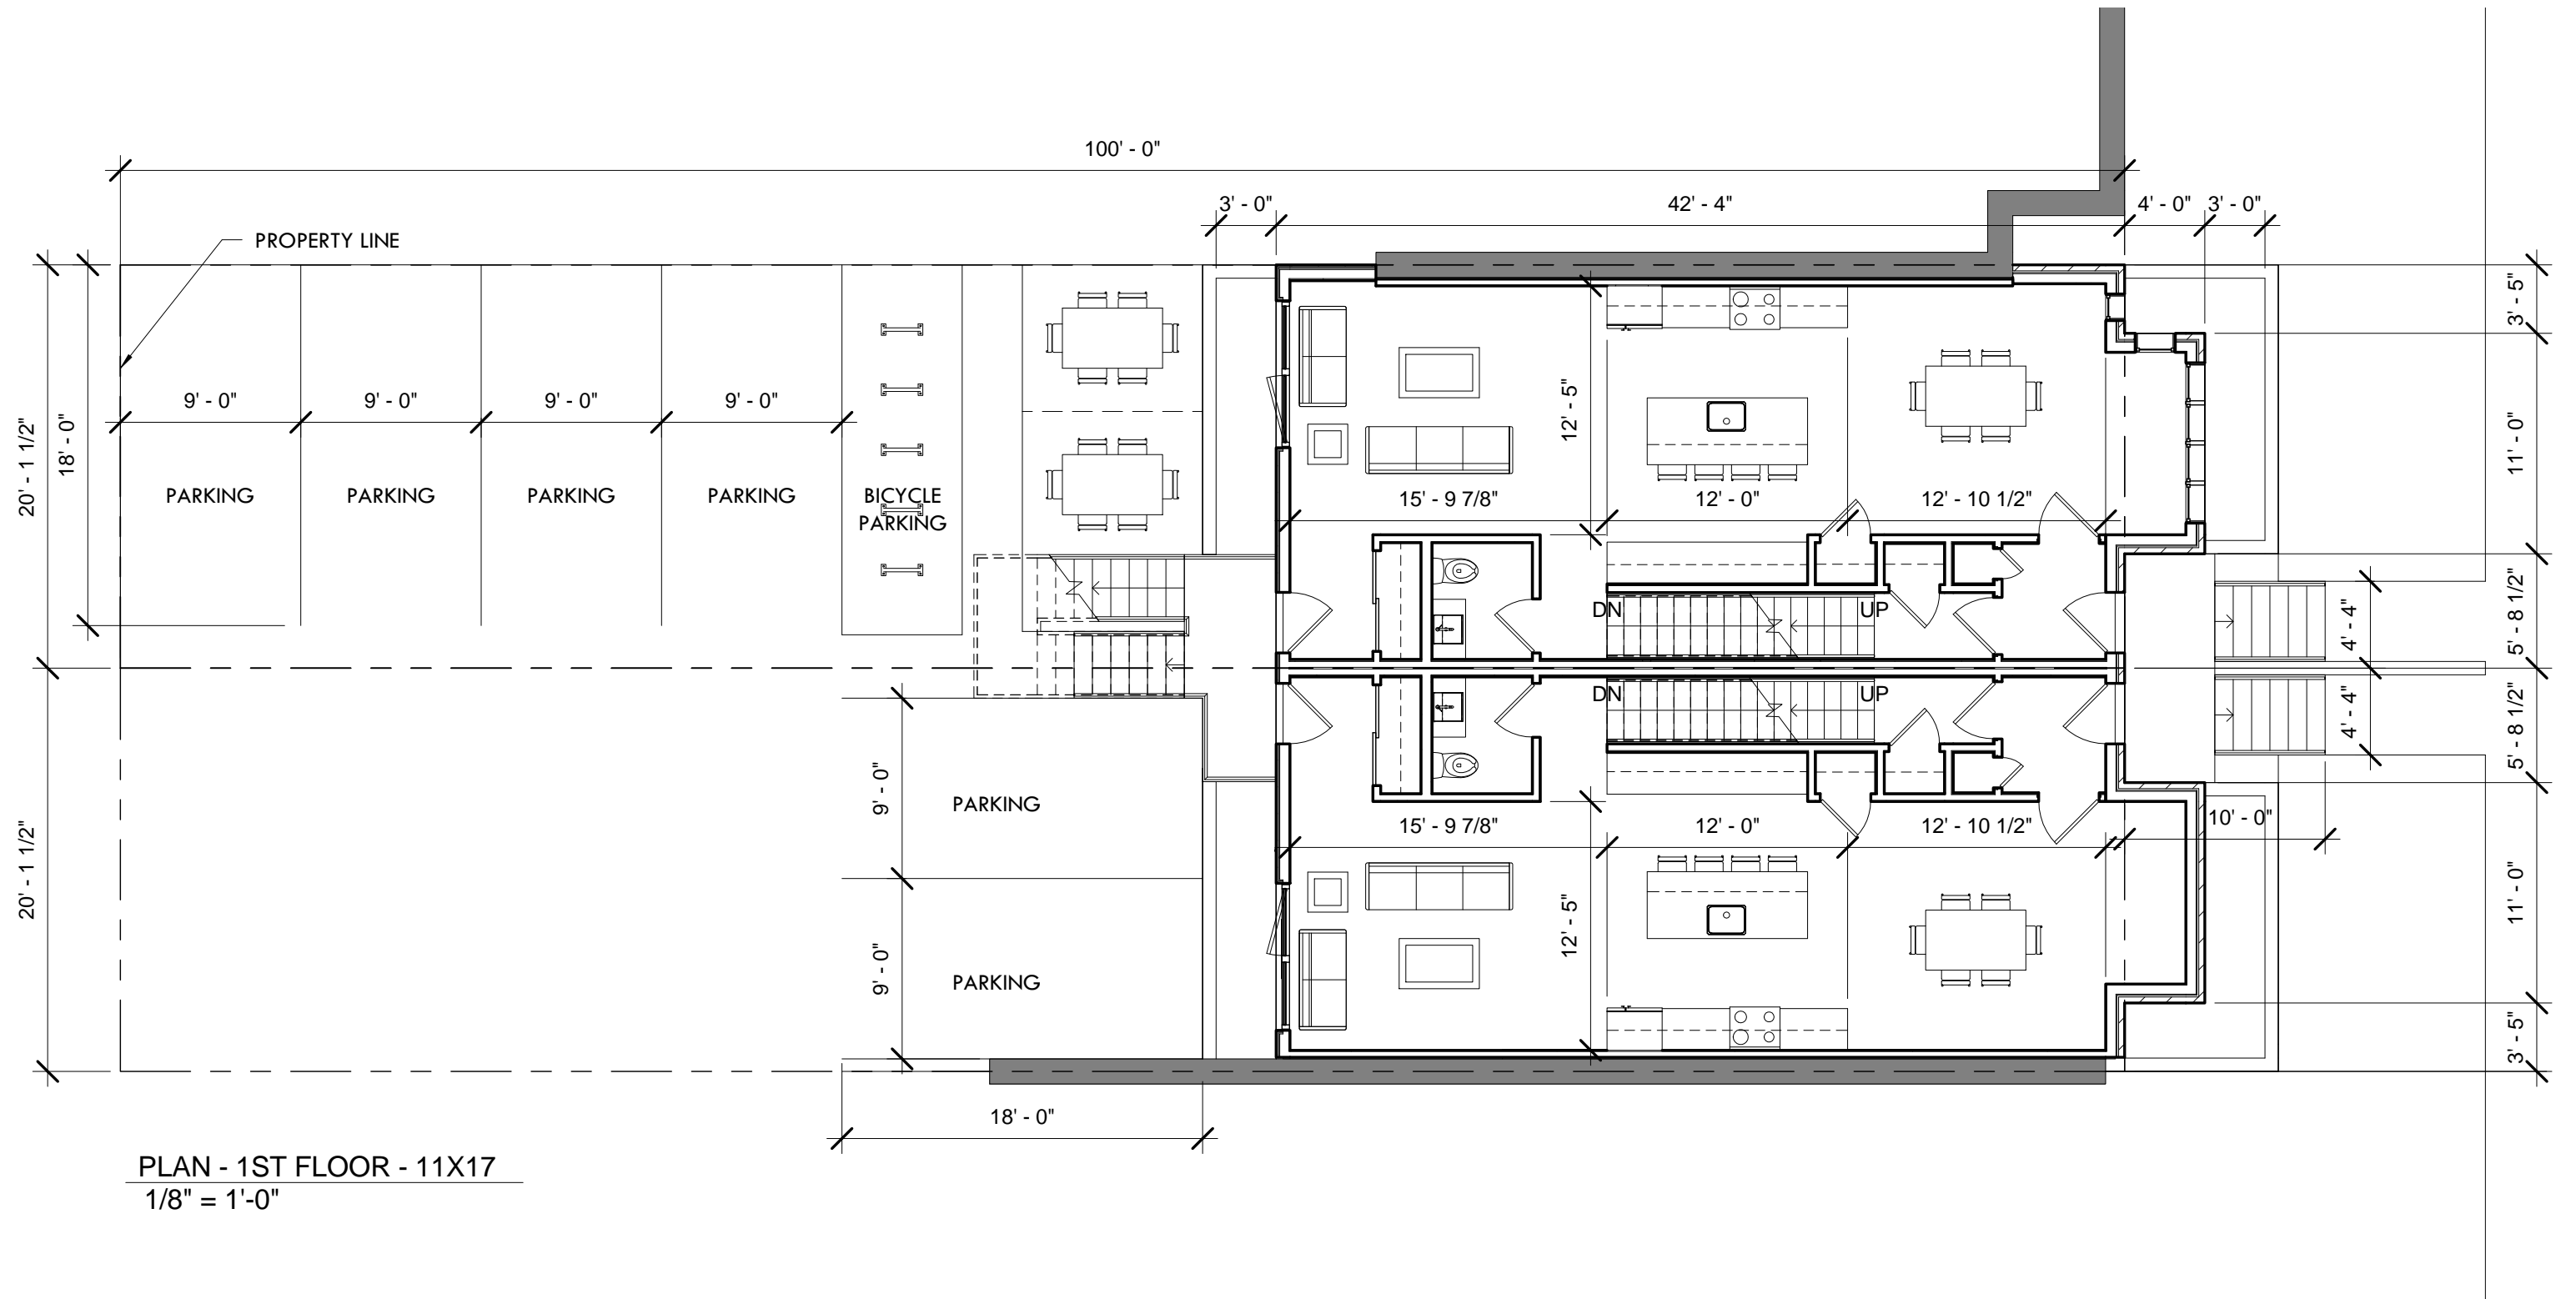 100' - 0"
3' - 0"
42' - 4"
4' - 0"
3' - 0"
PROPERTY LINE
3' - 5"
20' - 1 1/2"
18' - 0"
9' - 0"
9' - 0"
9' - 0"
9' - 0"
12' - 5"
11' - 0"
PARKING
PARKING
PARKING
PARKING
BICYCLE
PARKING
15' - 9 7/8"
12' - 0"
12' - 10 1/2"
DN
UP
4' - 4"
5' - 8 1/2"
DN
UP
4' - 4"
5' - 8 1/2"
9' - 0"
PARKING
15' - 9 7/8"
12' - 0"
12' - 10 1/2"
10' - 0"
20' - 1 1/2"
12' - 5"
11' - 0"
9' - 0"
PARKING
3' - 5"
18' - 0"
PLAN - 1ST FLOOR - 11X17
1/8" = 1'-0"